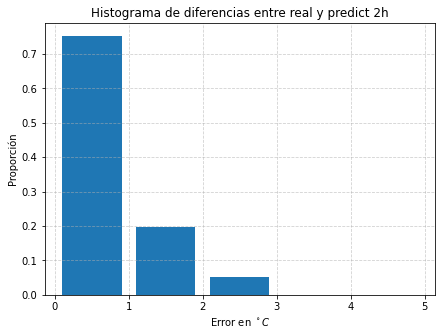 Histograma de diferencias entre real y predict 2h
Proporción
0.7
0.6
0.5
0.4
0.3
0.2
0.1
0.0
0 1 2 3 4 5
Error en °C